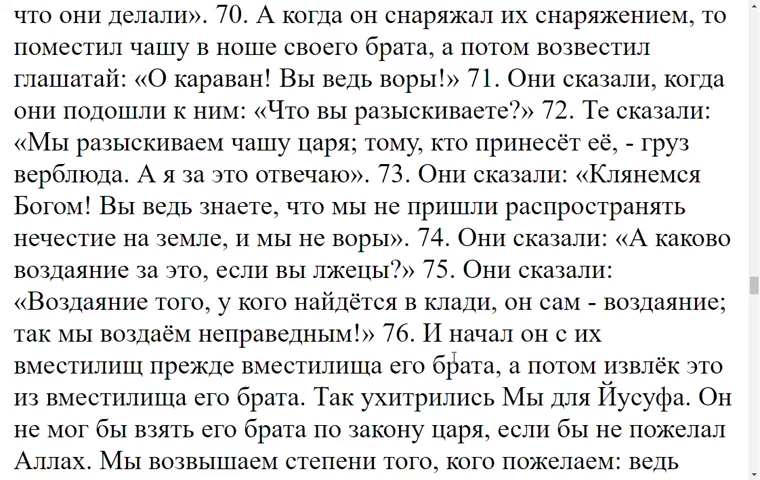 что они делали». 70. А когда он снаряжал их снаряжением, то
поместил чашу в ноше своего брата, а потом возвестил
глашатай: «О караван! Вы ведь воры!» 71. Они сказали, когда
они подошли к ним: «Что вы разыскиваете?» 72. Те сказали:
«Мы разыскиваем чашу царя; тому, кто принесёт её, - груз
верблюда. А я за это отвечаю». 73. Они сказали: «Клянемся
Богом! Вы ведь знаете, что мы не пришли распространять
нечестие на земле, и мы не воры». 74. Они сказали: «А каково
воздаяние за это, если вы лжецы?» 75. Они сказали:
«Воздаяние того, у кого найдётся в клади, он сам - воздаяние;
так мы воздаём неправедным!» 76. И начал он с их
вместилищ прежде вместилища его брата, а потом извлёк это
из вместилища его брата. Так ухитрились Мы для Йусуфа. Он
не мог бы взять его брата по закону царя, если бы не пожелал
Аллах. Мы возвышаем степени того, кого пожелаем: ведь